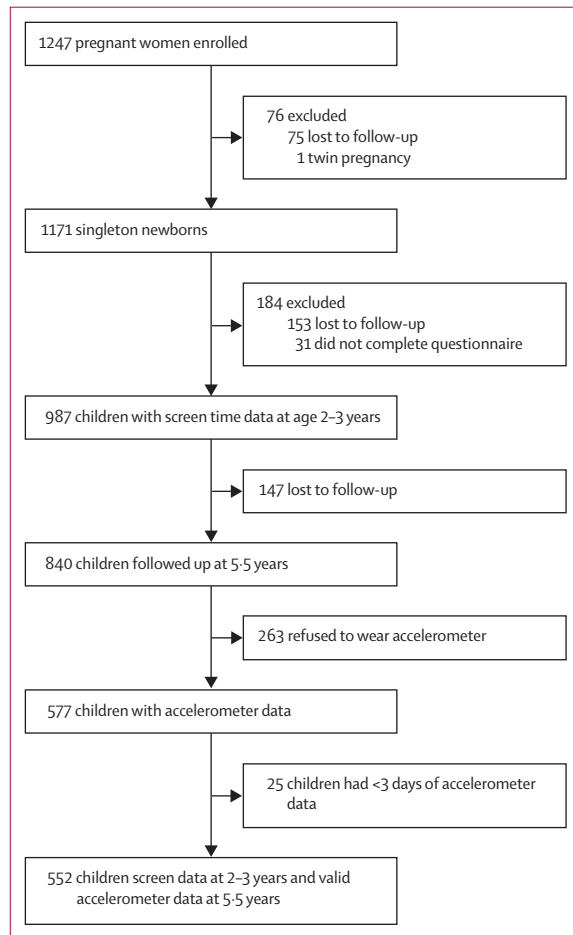 1247 pregnant women enrolled
76 excluded
75 lost to follow-up
1 twin pregnancy
1171 singleton newborns
184 excluded
153 lost to follow-up
31 did not complete questionnaire
987 children with screen time data at age 2–3 years
147 lost to follow-up
840 children followed up at 5·5 years
263 refused to wear accelerometer
577 children with accelerometer data
25 children had <3 days of accelerometer
data
552 children screen data at 2–3 years and valid
accelerometer data at 5·5 years